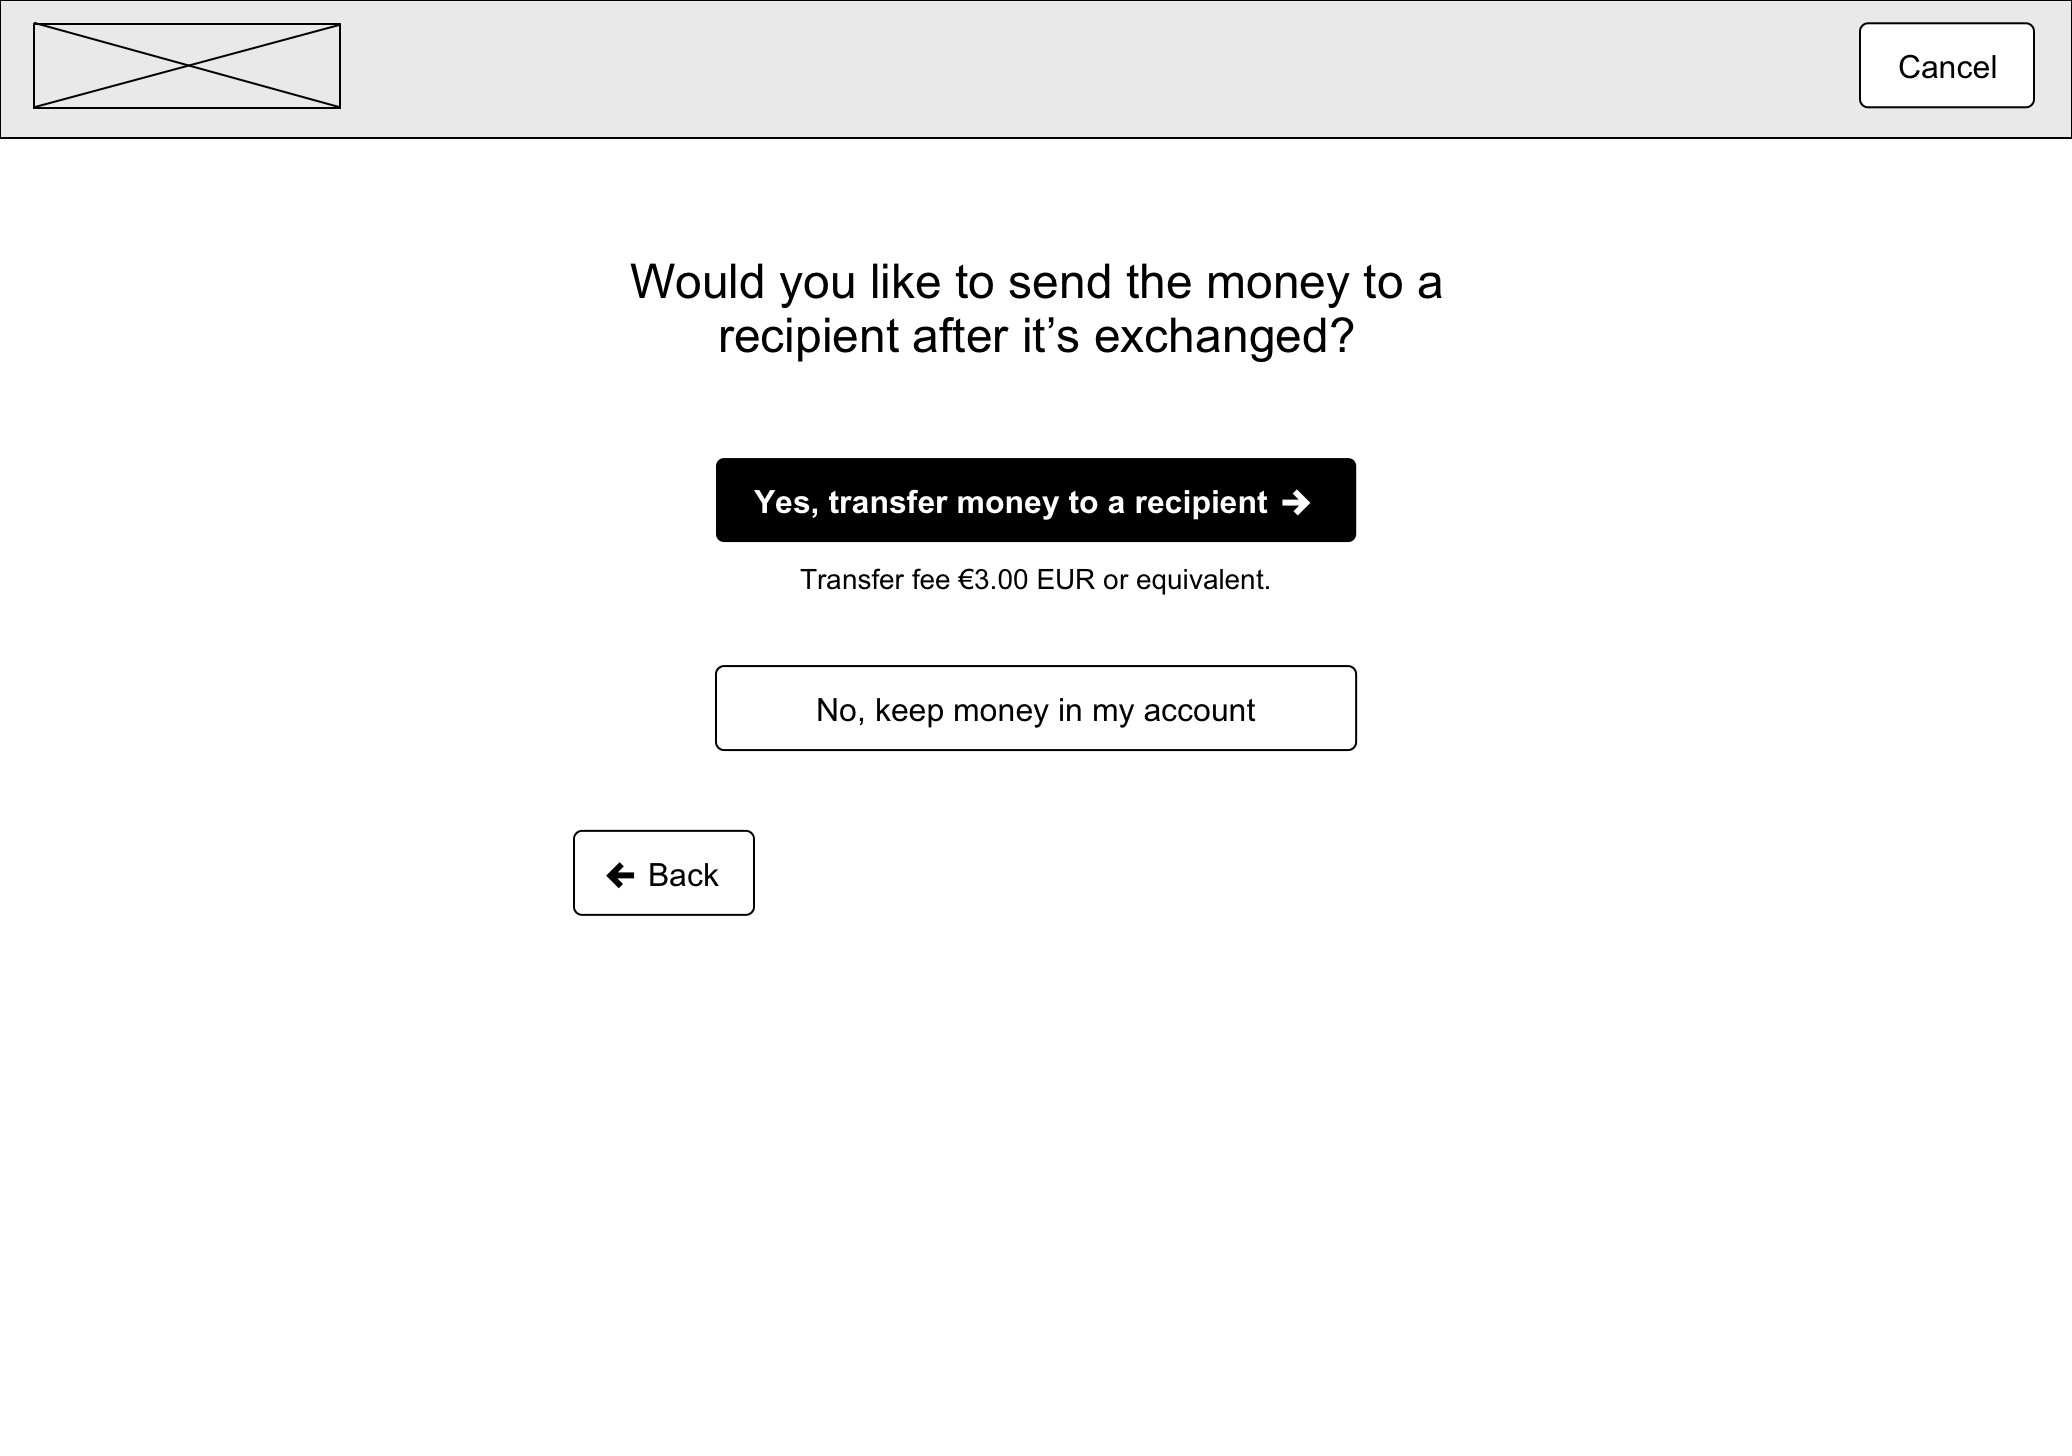 Cancel
Would you like to send the money to a
recipient after it’s exchanged?
Yes, transfer money to a recipient
Transfer fee €3.00 EUR or equivalent.
No, keep money in my account
Back